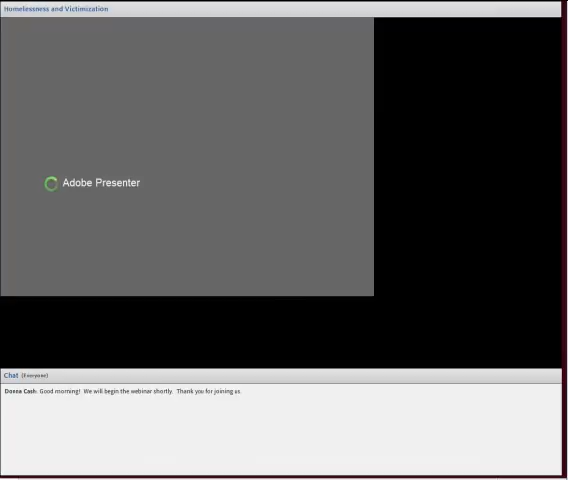 Homelessness and Victimization
Adobe Presenter
Chat (Everyone)
Donna Cash: Good morning! We will begin the webinar shortly. Thank you for joining us.